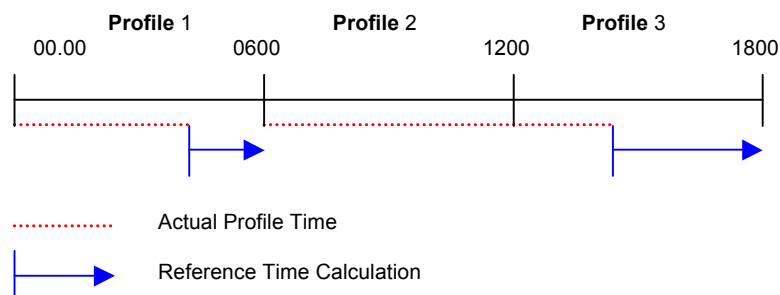 Profile 1 Profile 2 Profile 3
00.00 0600 1200 1800
Actual Profile Time
Reference Time Calculation